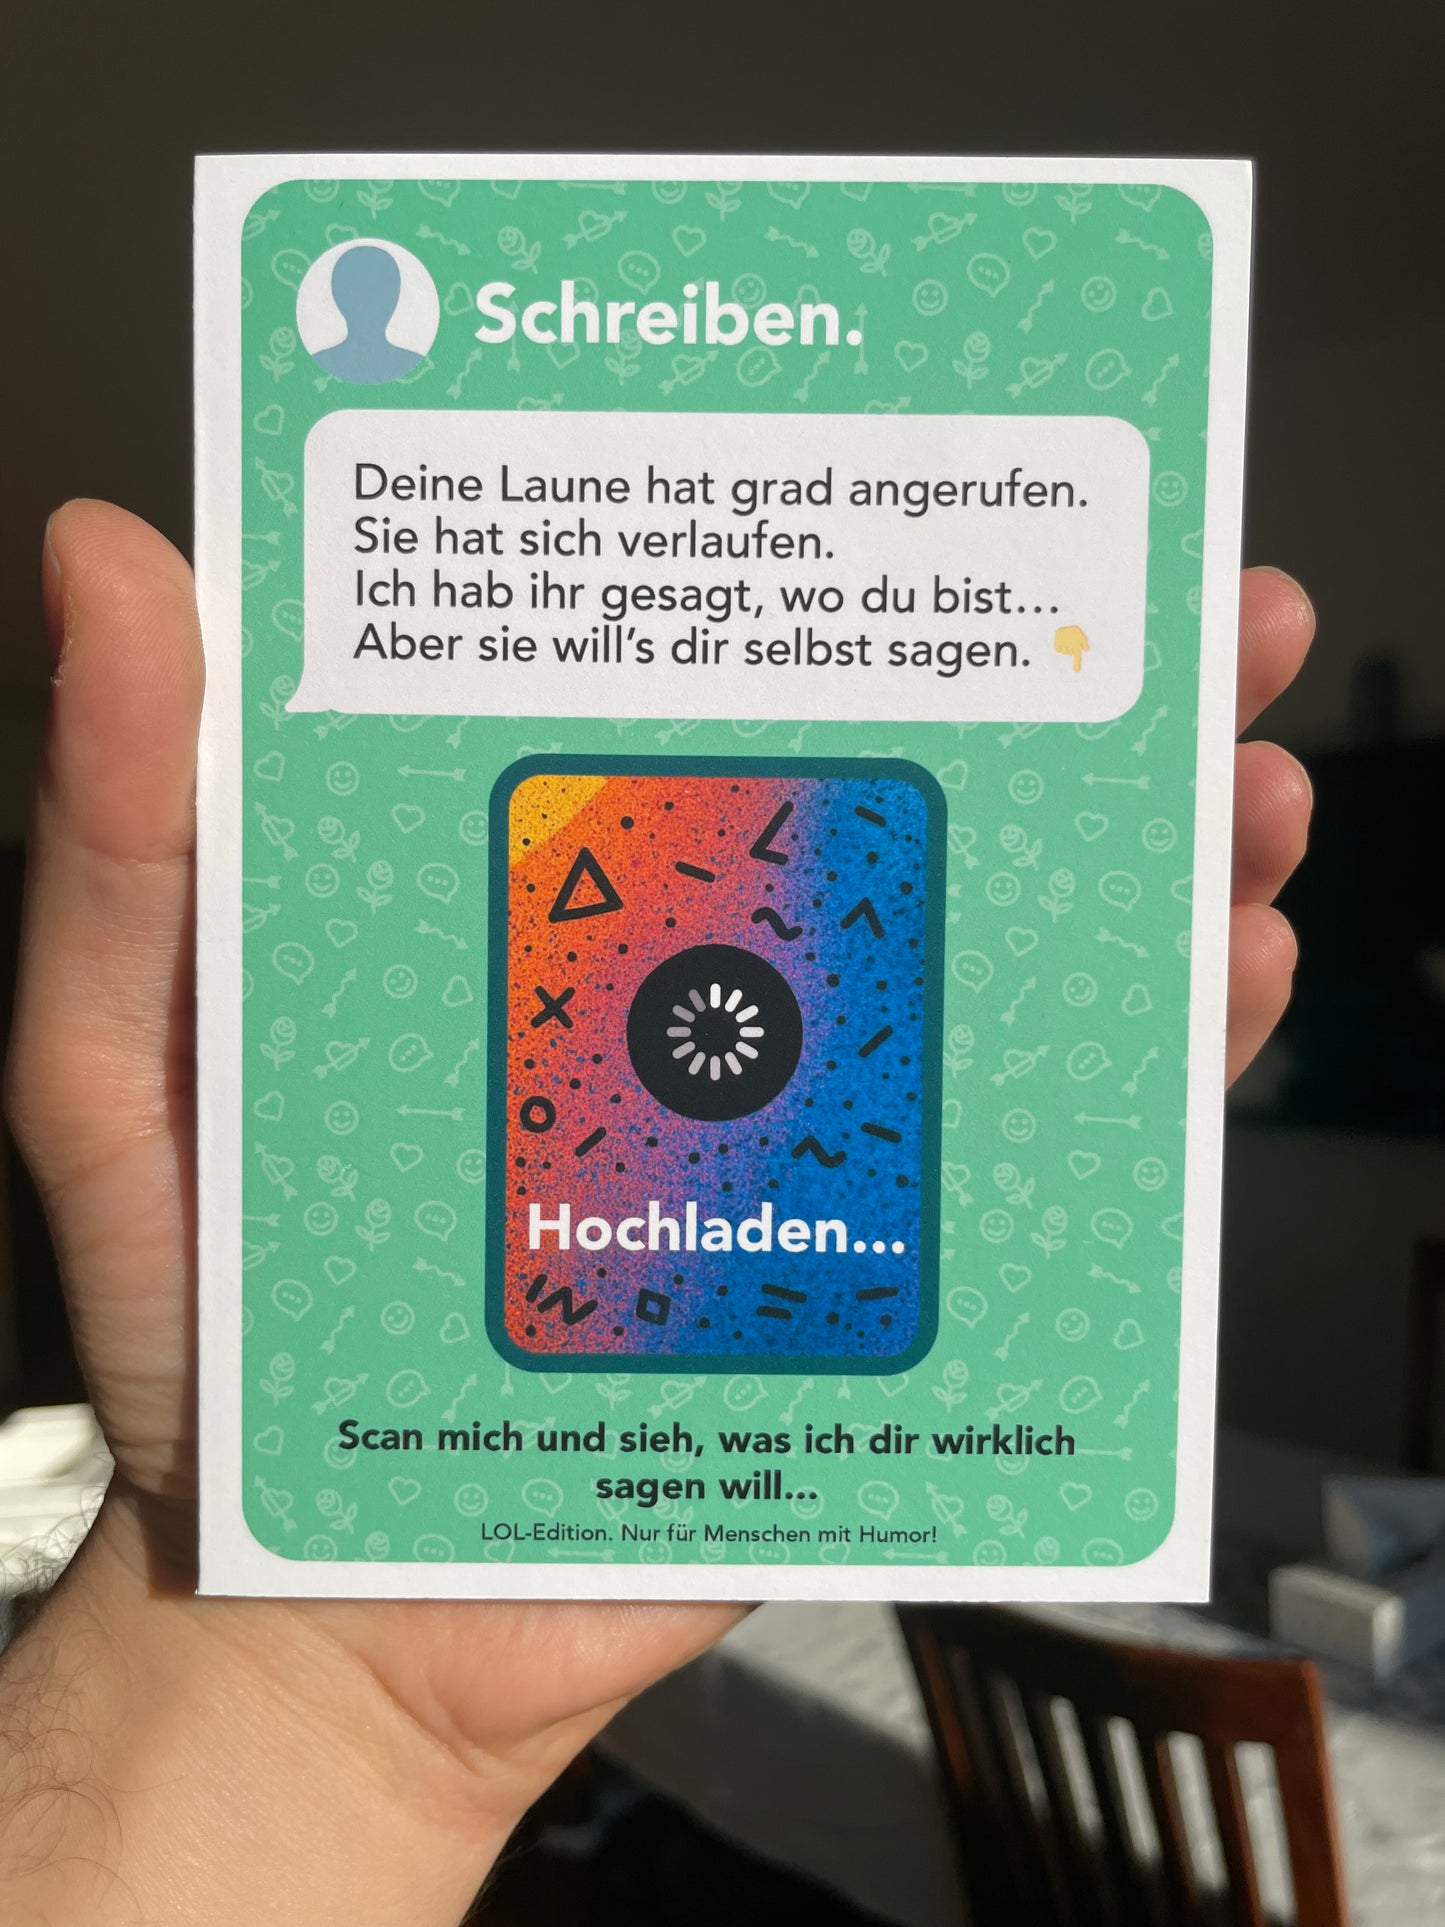 Schreiben.
Deine Laune hat grad angerufen.
Sie hat sich verlaufen.
Ich hab ihr gesagt, wo du bist...
Aber sie will’s dir selbst sagen. 👇
Hochladen...
Scan mich und sieh, was ich dir wirklich
sagen will...
LOL-Edition. Nur für Menschen mit Humor!